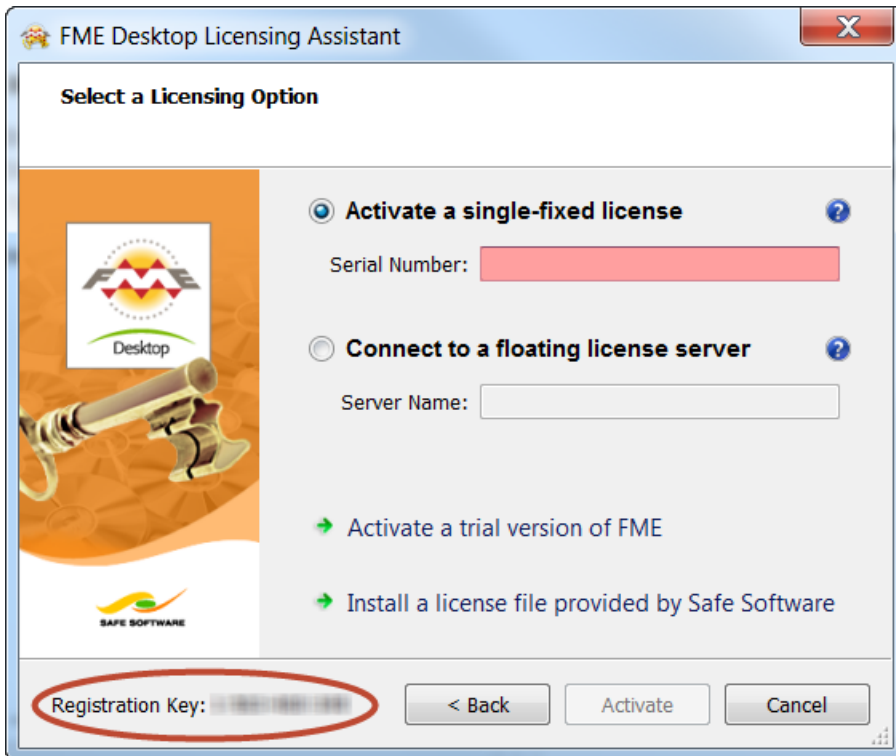 FME Desktop Licensing Assistant
Select a Licensing Option
FME
Desktop
SAFE SOFTWARE
Activate a single-fixed license
Serial Number:
Connect to a floating license server
Server Name:
Activate a trial version of FME
Install a license file provided by Safe Software
Registration Key:
< Back
Activate
Cancel